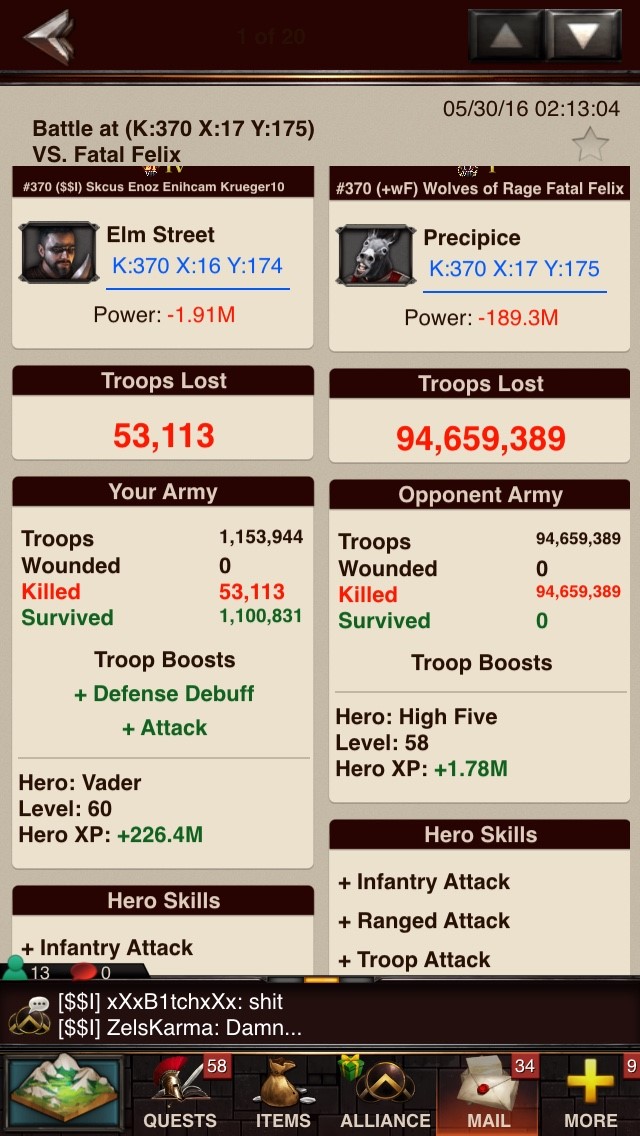 1 of 20
05/30/16 02:13:04
Battle at (K:370 X:17 Y:175)
VS. Fatal Felix
IV
I
#370 ($$I) Skcus Enoz Enihcam Krueger10
Elm Street
K:370 X:16 Y:174
Power: -1.91M
Troops Lost
53,113
Your Army
Troops 1,153,944
Wounded 0
Killed 53,113
Survived 1,100,831
Troop Boosts
+ Defense Debuff
+ Attack
Hero: Vader
Level: 60
Hero XP: +226.4M
Hero Skills
+ Infantry Attack
#370 (+wF) Wolves of Rage Fatal Felix
Precipice
K:370 X:17 Y:175
Power: -189.3M
Troops Lost
94,659,389
Opponent Army
Troops 94,659,389
Wounded 0
Killed 94,659,389
Survived 0
Troop Boosts
Hero: High Five
Level: 58
Hero XP: +1.78M
Hero Skills
+ Infantry Attack
+ Ranged Attack
+ Troop Attack
13 0
[$$I] xXxB1tchxXx: shit
[$$I] ZelsKarma: Damn...
58 34 9
QUESTS ITEMS ALLIANCE MAIL MORE